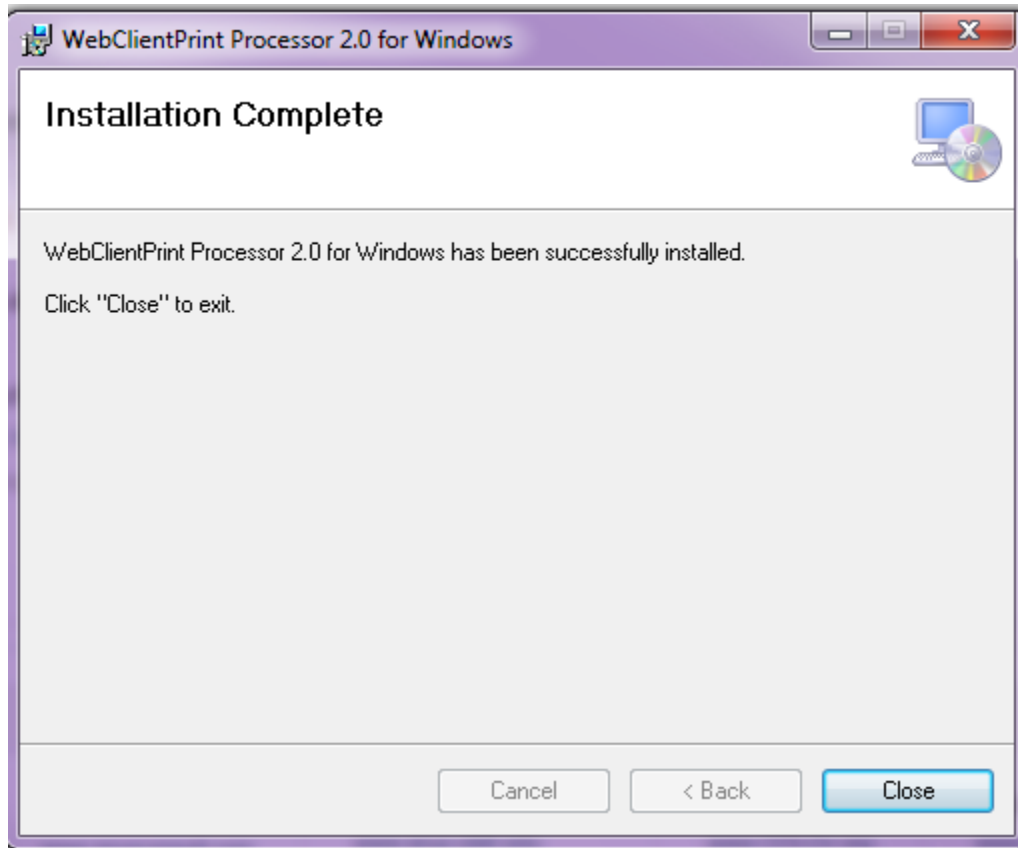 WebClientPrint Processor 2.0 for Windows
Installation Complete
WebClientPrint Processor 2.0 for Windows has been successfully installed.
Click "Close" to exit.
Cancel
< Back
Close